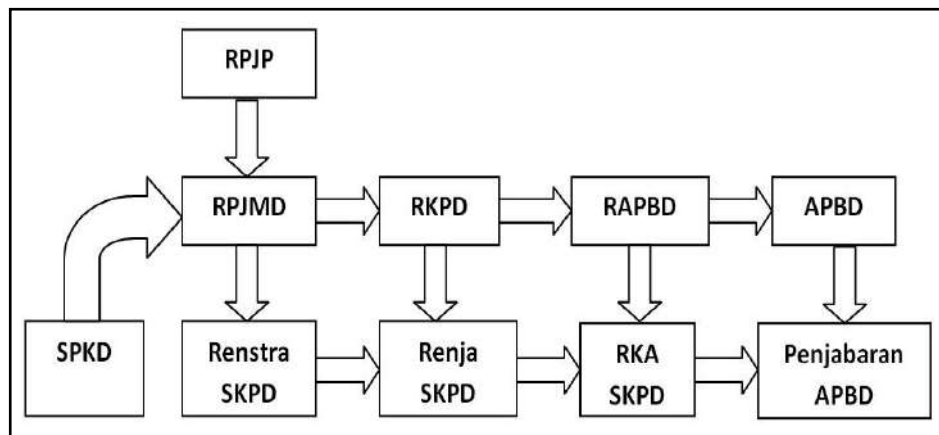 RPJP
RPJMD
RKPD
RAPBD
APBD
SPKD
Renstra
SKPD
Renja
SKPD
RKA
SKPD
Penjabaran
APBD